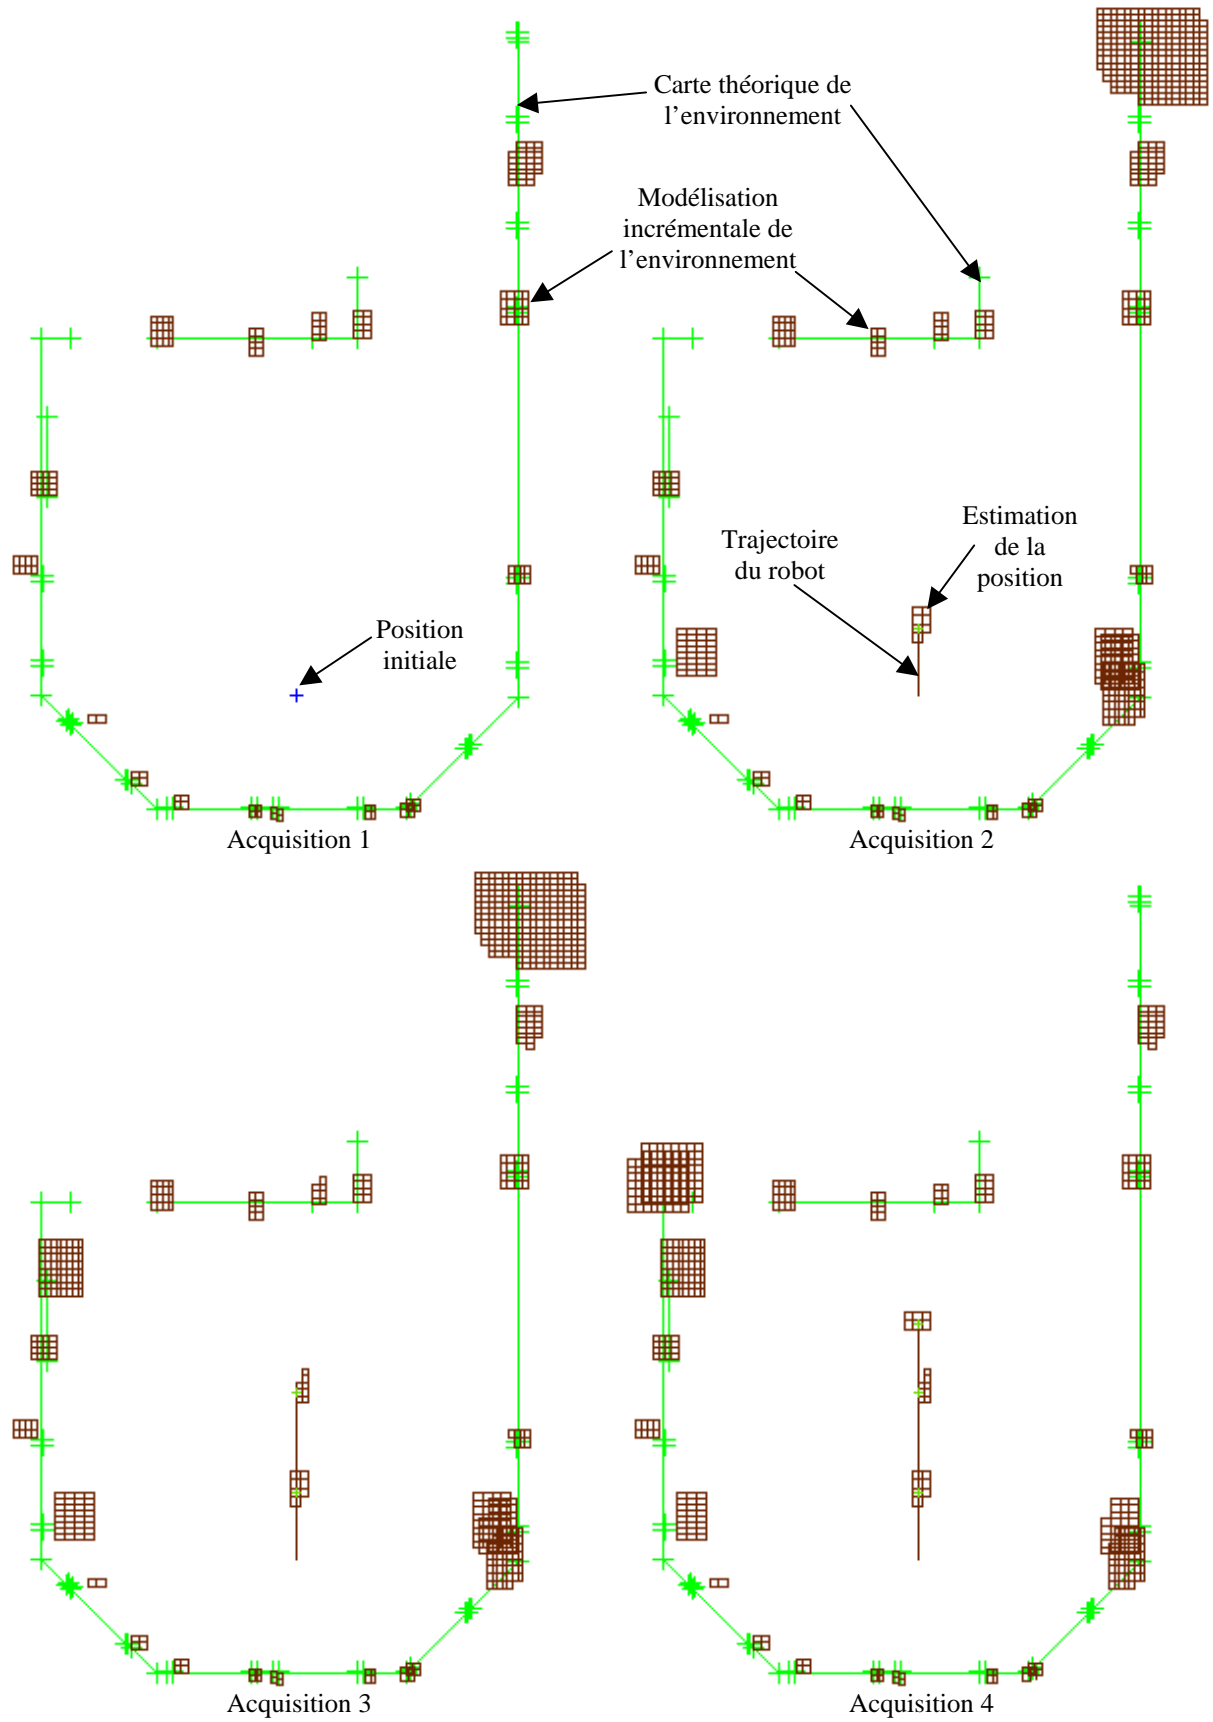 Carte théorique de
l’environnement
Modélisation
incrémentale de
l’environnement
Position
initiale
Trajectoire
du robot
Estimation
de la
position
Acquisition 1
Acquisition 2
Acquisition 3
Acquisition 4